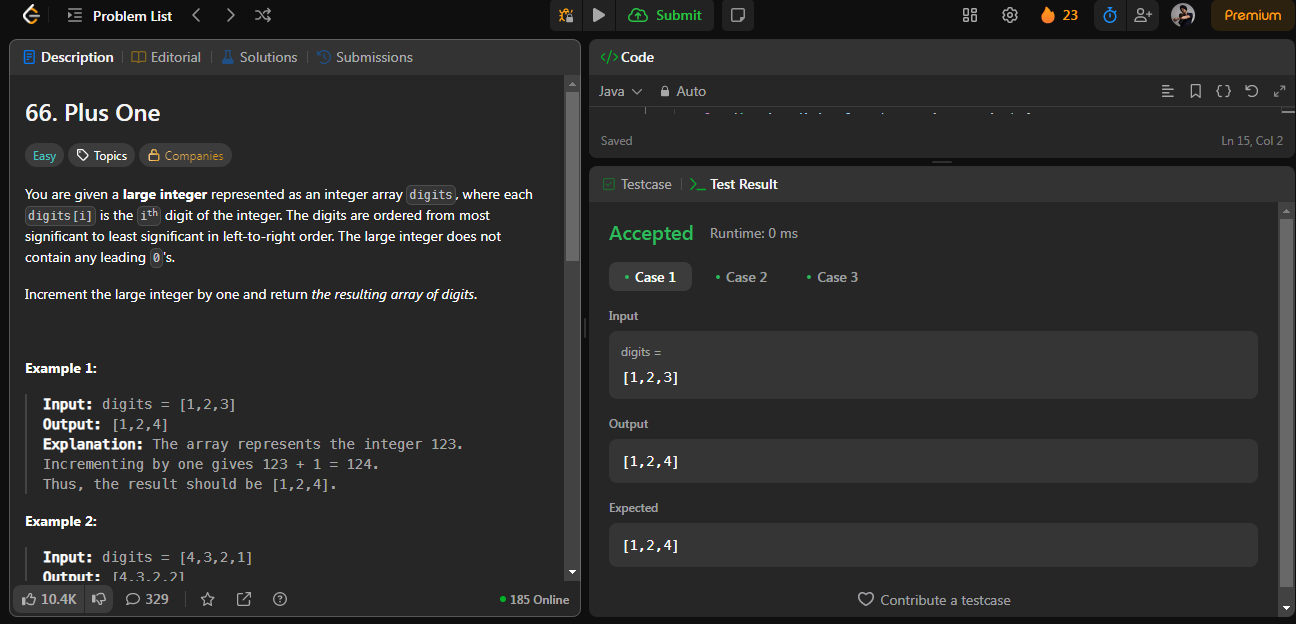 Problem List
Submit
23
Premium
Description
Editorial
Solutions
Submissions
66. Plus One
Easy
Topics
Companies
You are given a large integer represented as an integer array digits, where each
digits[i] is the ith digit of the integer. The digits are ordered from most
significant to least significant in left-to-right order. The large integer does not
contain any leading 0's.
Increment the large integer by one and return the resulting array of digits.
Example 1:
Input: digits = [1,2,3]
Output: [1,2,4]
Explanation: The array represents the integer 123.
Incrementing by one gives 123 + 1 = 124.
Thus, the result should be [1,2,4].
Example 2:
Input: digits = [4,3,2,1]
Output: [4,3,2,2]
10.4K
329
185 Online
</> Code
Java
Auto
Saved
Ln 15, Col 2
Testcase
Test Result
Accepted
Runtime: 0 ms
Case 1
Case 2
Case 3
Input
digits =
[1,2,3]
Output
[1,2,4]
Expected
[1,2,4]
Contribute a testcase